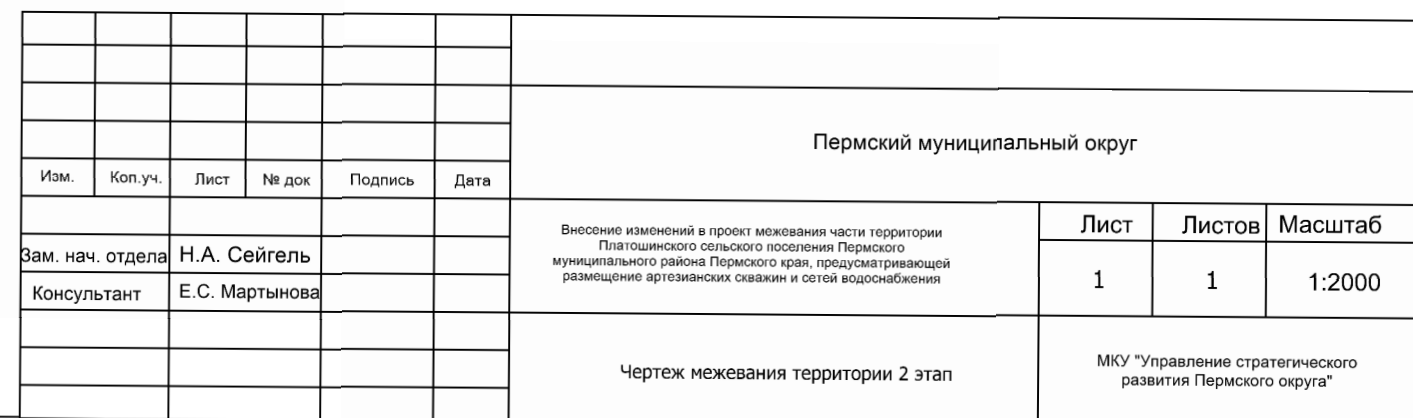 Пермский муниципальный округ
Изм. Коп.уч. Лист № док Подпись Дата
Внесение изменений в проект межевания части территории
Платошинского сельского поселения Пермского
муниципального района Пермского края, предусматривающей
размещение артезианских скважин и сетей водоснабжения
Лист Листов Масштаб
1 1 1:2000
Зам. нач. отдела Н.А. Сейгель
Консультант Е.С. Мартынова
Чертеж межевания территории 2 этап
МКУ "Управление стратегического
развития Пермского округа"